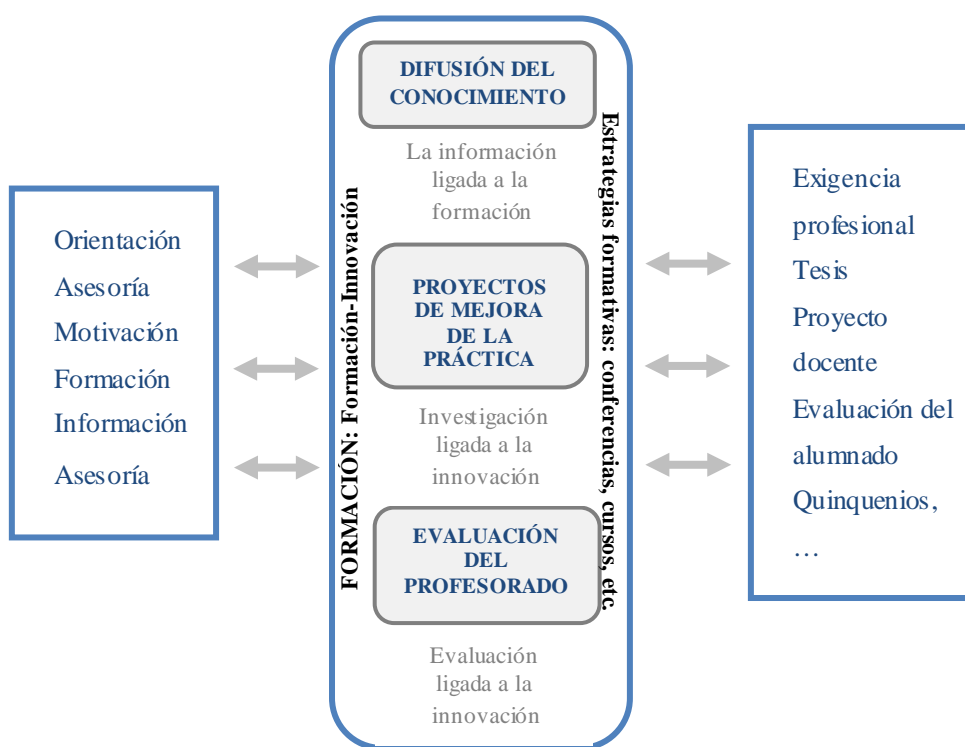 Orientación
Asesoría
Motivación
Formación
Información
Asesoría
FORMACIÓN: Formación-Innovación
DIFUSIÓN DEL
CONOCIMIENTO
La información
ligada a la
formación
PROYECTOS
DE MEJORA
DE LA
PRÁCTICA
Investigación
ligada a la
innovación
EVALUACIÓN
DEL
PROFESORADO
Evaluación
ligada a la
innovación
Estrategias formativas: conferencias, cursos, etc.
Exigencia
profesional
Tesis
Proyecto
docente
Evaluación del
alumnado
Quinquenios,
…